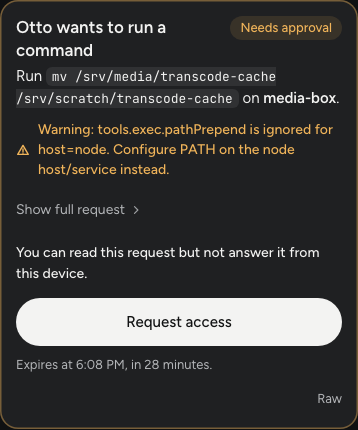 Otto wants to run a
command
Needs approval
Run mv /srv/media/transcode-cache
/srv/scratch/transcode-cache on media-box.
Warning: tools.exec.pathPrepend is ignored for
host=node. Configure PATH on the node
host/service instead.
Show full request
You can read this request but not answer it from
this device.
Request access
Expires at 6:08 PM, in 28 minutes.
Raw